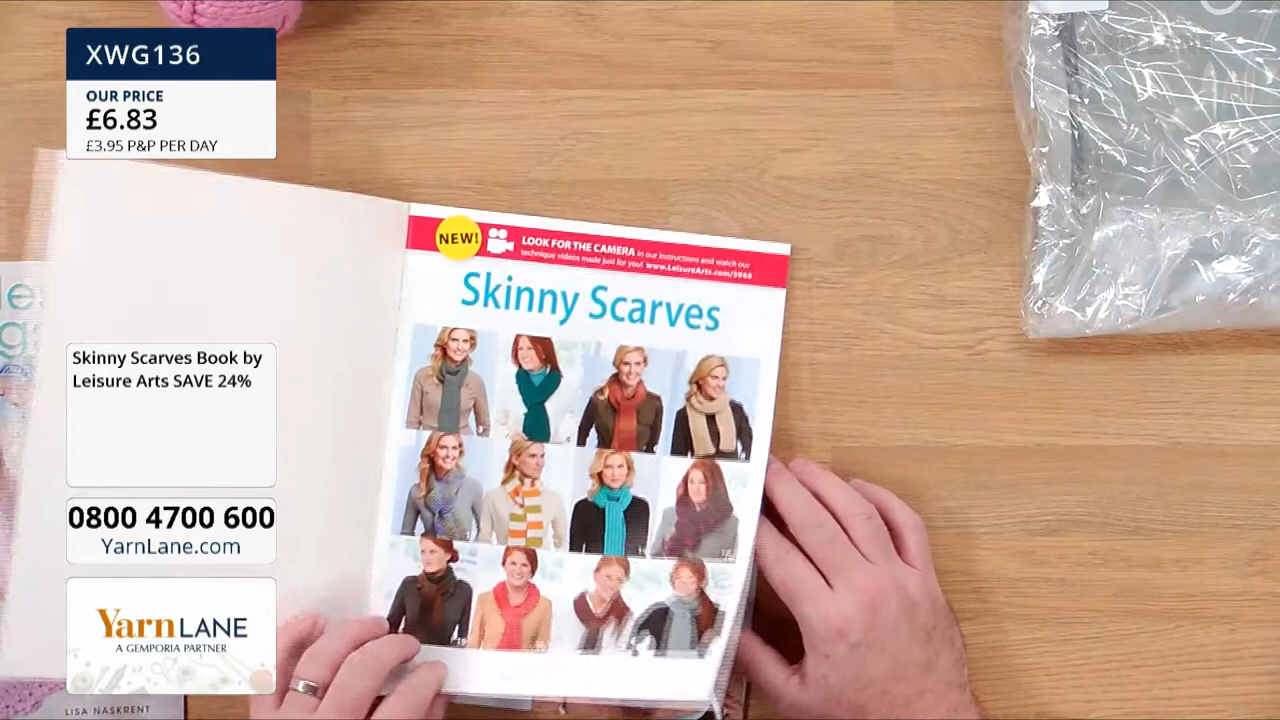 XWG136
OUR PRICE
£6.83
£3.95 P&P PER DAY
NEW!
LOOK FOR THE CAMERA in our instructions and watch our
technique videos made just for you! www.LeisureArts.com/5944
Skinny Scarves
Skinny Scarves Book by
Leisure Arts SAVE 24%
0800 4700 600
YarnLane.com
Yarn LANE
A GEMPORIA PARTNER
LISA NASKRENT